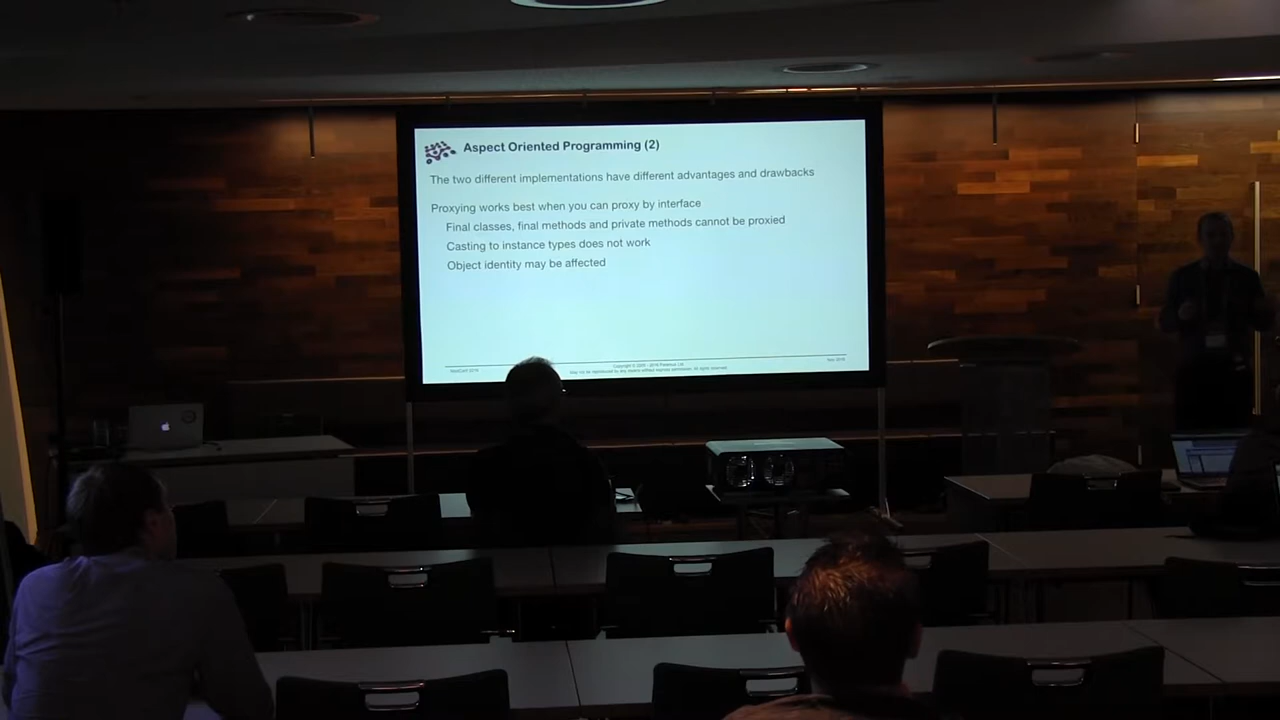 Aspect Oriented Programming (2)
The two different implementations have different advantages and drawbacks
Proxying works best when you can proxy by interface
Final classes, final methods and private methods cannot be proxied
Casting to instance types does not work
Object identity may be affected